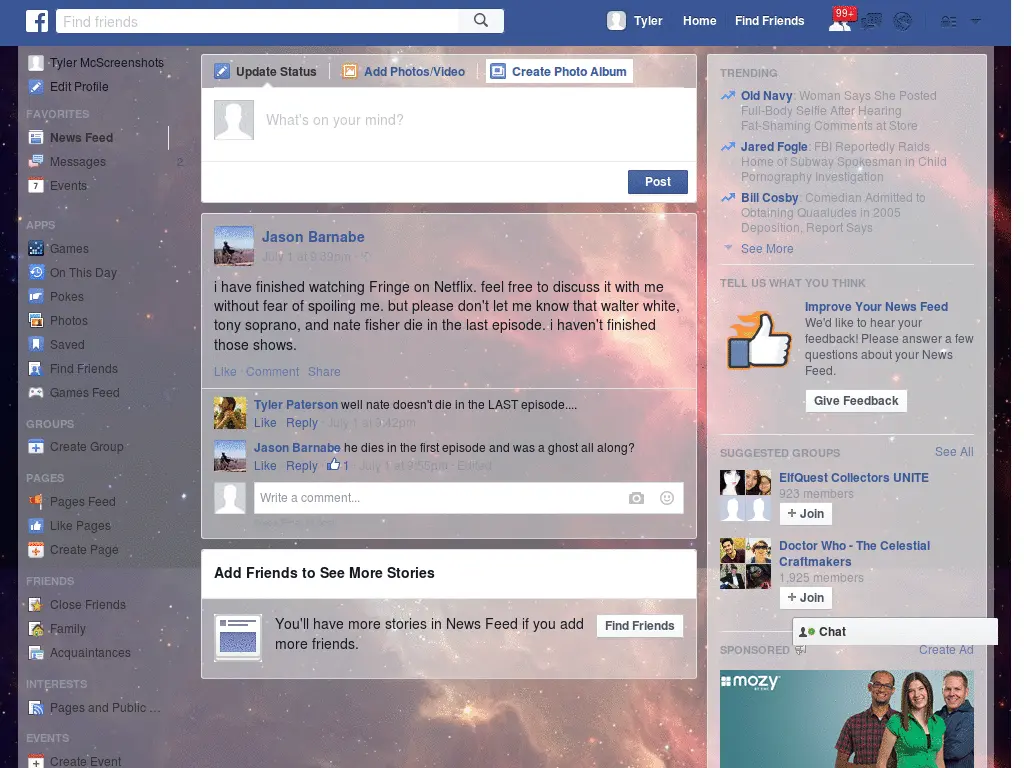 Find friends
Tyler
Home
Find Friends
99+
Tyler McScreenshots
Edit Profile
FAVORITES
News Feed
Messages 2
7 Events
APPS
Games
On This Day
Pokes
Photos
Saved
Find Friends
Games Feed
GROUPS
Create Group
PAGES
Pages Feed
Like Pages
Create Page
FRIENDS
Close Friends
Family
Acquaintances
INTERESTS
Pages and Public ...
EVENTS
Create Event
Update Status
Add Photos/Video
Create Photo Album
What's on your mind?
Post
Jason Barnabe
July 1 at 9:39pm ·
i have finished watching Fringe on Netflix. feel free to discuss it with me
without fear of spoiling me. but please don't let me know that walter white,
tony soprano, and nate fisher die in the last episode. i haven't finished
those shows.
Like · Comment · Share
Tyler Paterson well nate doesn't die in the LAST episode....
Like · Reply · July 1 at 9:42pm
Jason Barnabe he dies in the first episode and was a ghost all along?
Like · Reply · 1 · July 1 at 9:55pm · Edited
Write a comment...
Add Friends to See More Stories
You'll have more stories in News Feed if you add
more friends.
Find Friends
TRENDING
Old Navy: Woman Says She Posted
Full-Body Selfie After Hearing
Fat-Shaming Comments at Store
Jared Fogle: FBI Reportedly Raids
Home of Subway Spokesman in Child
Pornography Investigation
Bill Cosby: Comedian Admitted to
Obtaining Quaaludes in 2005
Deposition, Report Says
See More
TELL US WHAT YOU THINK
Improve Your News Feed
We'd like to hear your
feedback! Please answer a few
questions about your News
Feed.
Give Feedback
SUGGESTED GROUPS
See All
ElfQuest Collectors UNITE
923 members
+ Join
Doctor Who - The Celestial
Craftmakers
1,925 members
+ Join
Chat
SPONSORED
Create Ad
mozy